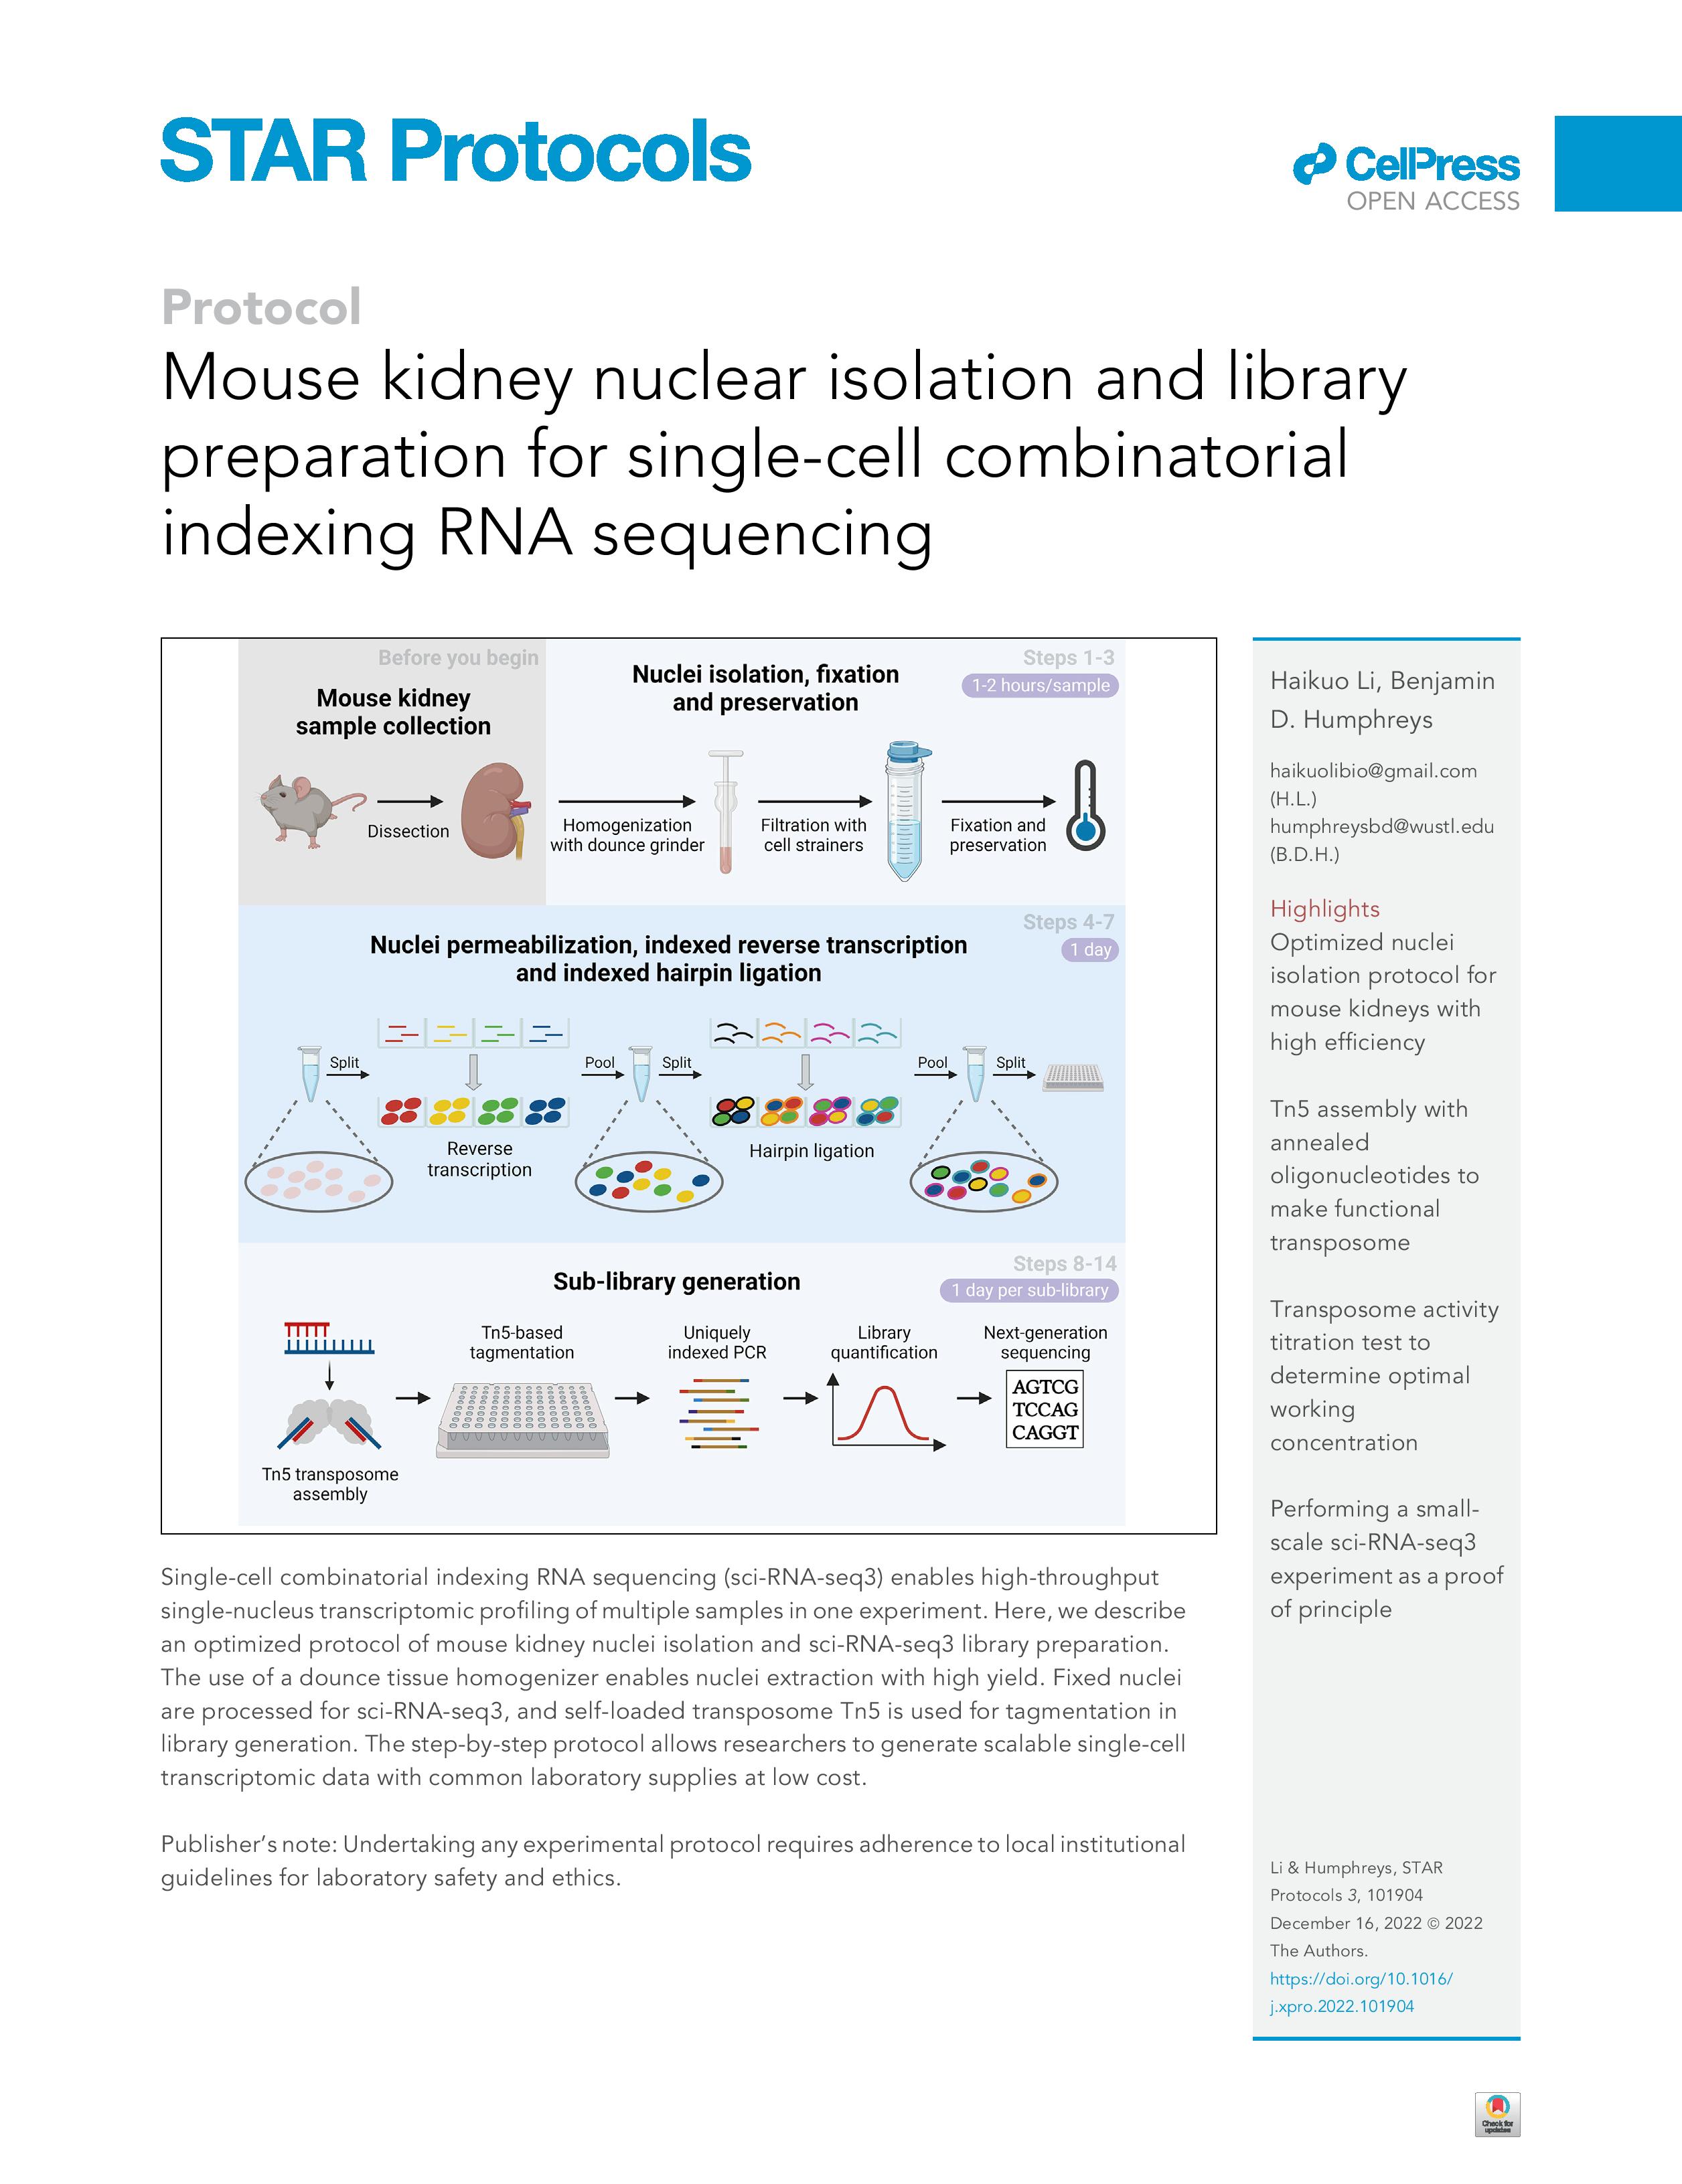 STAR Protocols
CellPress
OPEN ACCESS
Protocol
Mouse kidney nuclear isolation and library
preparation for single-cell combinatorial
indexing RNA sequencing
Before you begin
Mouse kidney
sample collection
Dissection
Steps 1-3
1-2 hours/sample
Nuclei isolation, fixation
and preservation
Homogenization
with dounce grinder
Filtration with
cell strainers
Fixation and
preservation
Steps 4-7
1 day
Nuclei permeabilization, indexed reverse transcription
and indexed hairpin ligation
Split
Reverse
transcription
Pool
Split
Hairpin ligation
Pool
Split
Steps 8-14
1 day per sub-library
Sub-library generation
Tn5 transposome
assembly
Tn5-based
tagmentation
Uniquely
indexed PCR
Library
quantification
Next-generation
sequencing
AGTCG
TCCAG
CAGGT
Single-cell combinatorial indexing RNA sequencing (sci-RNA-seq3) enables high-throughput
single-nucleus transcriptomic profiling of multiple samples in one experiment. Here, we describe
an optimized protocol of mouse kidney nuclei isolation and sci-RNA-seq3 library preparation.
The use of a dounce tissue homogenizer enables nuclei extraction with high yield. Fixed nuclei
are processed for sci-RNA-seq3, and self-loaded transposome Tn5 is used for tagmentation in
library generation. The step-by-step protocol allows researchers to generate scalable single-cell
transcriptomic data with common laboratory supplies at low cost.
Publisher's note: Undertaking any experimental protocol requires adherence to local institutional
guidelines for laboratory safety and ethics.
Haikuo Li, Benjamin
D. Humphreys
haikuolibio@gmail.com
(H.L.)
humphreysbd@wustl.edu
(B.D.H.)
Highlights
Optimized nuclei
isolation protocol for
mouse kidneys with
high efficiency
Tn5 assembly with
annealed
oligonucleotides to
make functional
transposome
Transposome activity
titration test to
determine optimal
working
concentration
Performing a small-
scale sci-RNA-seq3
experiment as a proof
of principle
Li & Humphreys, STAR
Protocols 3, 101904
December 16, 2022 © 2022
The Authors.
https://doi.org/10.1016/
j.xpro.2022.101904
Check for
updates